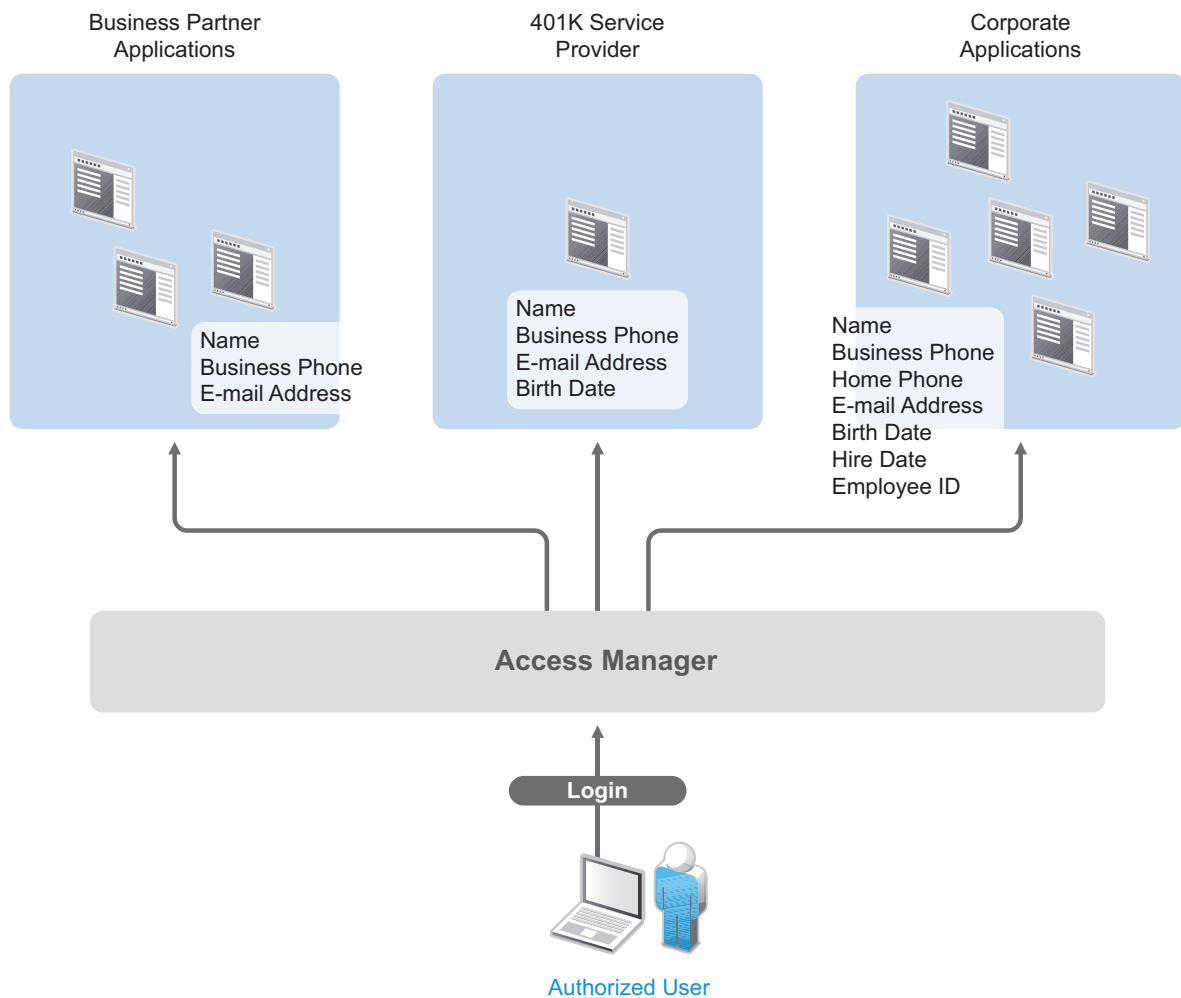 Business Partner
Applications
401K Service
Provider
Corporate
Applications
Name
Business Phone
E-mail Address
Name
Business Phone
E-mail Address
Birth Date
Name
Business Phone
Home Phone
E-mail Address
Birth Date
Hire Date
Employee ID
Access Manager
Login
Authorized User